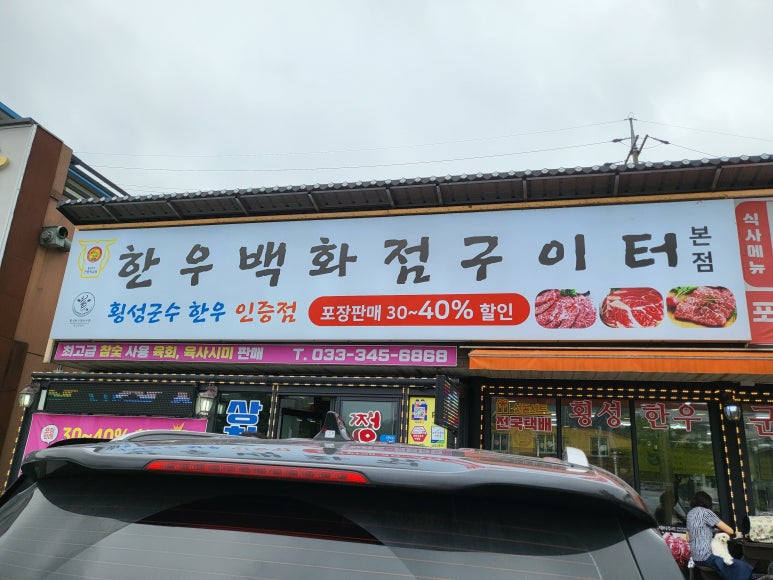 한우백화점구이터 본점
횡성군수 한우 인증점 포장판매 30~40% 할인
식사메뉴
최고급 참숯 사용 육회, 육사시미 판매 T. 033-345-6868
30~40%
전국택배
횡성 한우